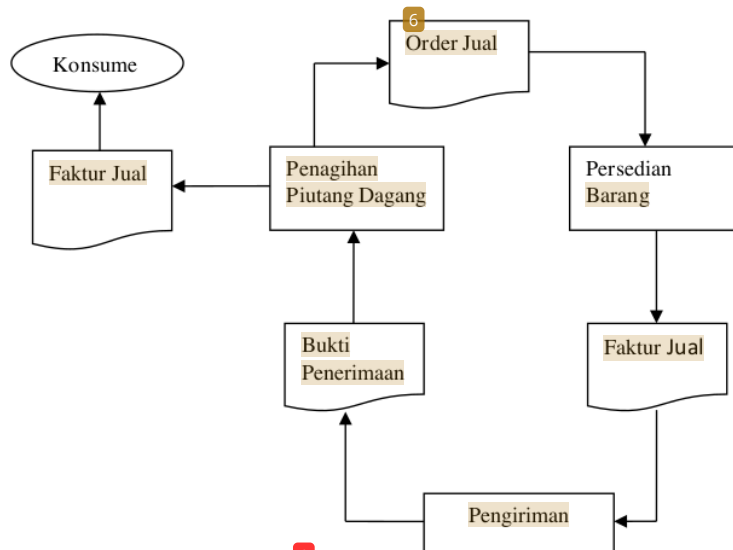 6
Order Jual
Konsume
Faktur Jual
Penagihan
Piutang Dagang
Persedian
Barang
Bukti
Penerimaan
Faktur Jual
Pengiriman